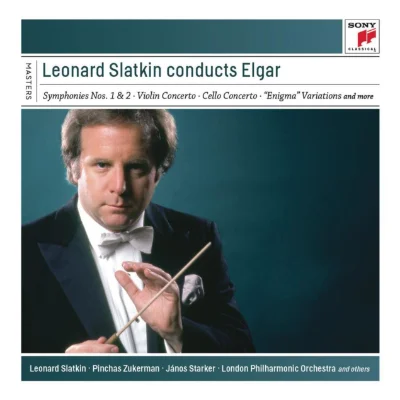 SONY
CLASSICAL
MASTERS
Leonard Slatkin conducts Elgar
Symphonies Nos. 1 & 2 · Violin Concerto · Cello Concerto · "Enigma" Variations and more
Leonard Slatkin · Pinchas Zukerman · János Starker · London Philharmonic Orchestra and others